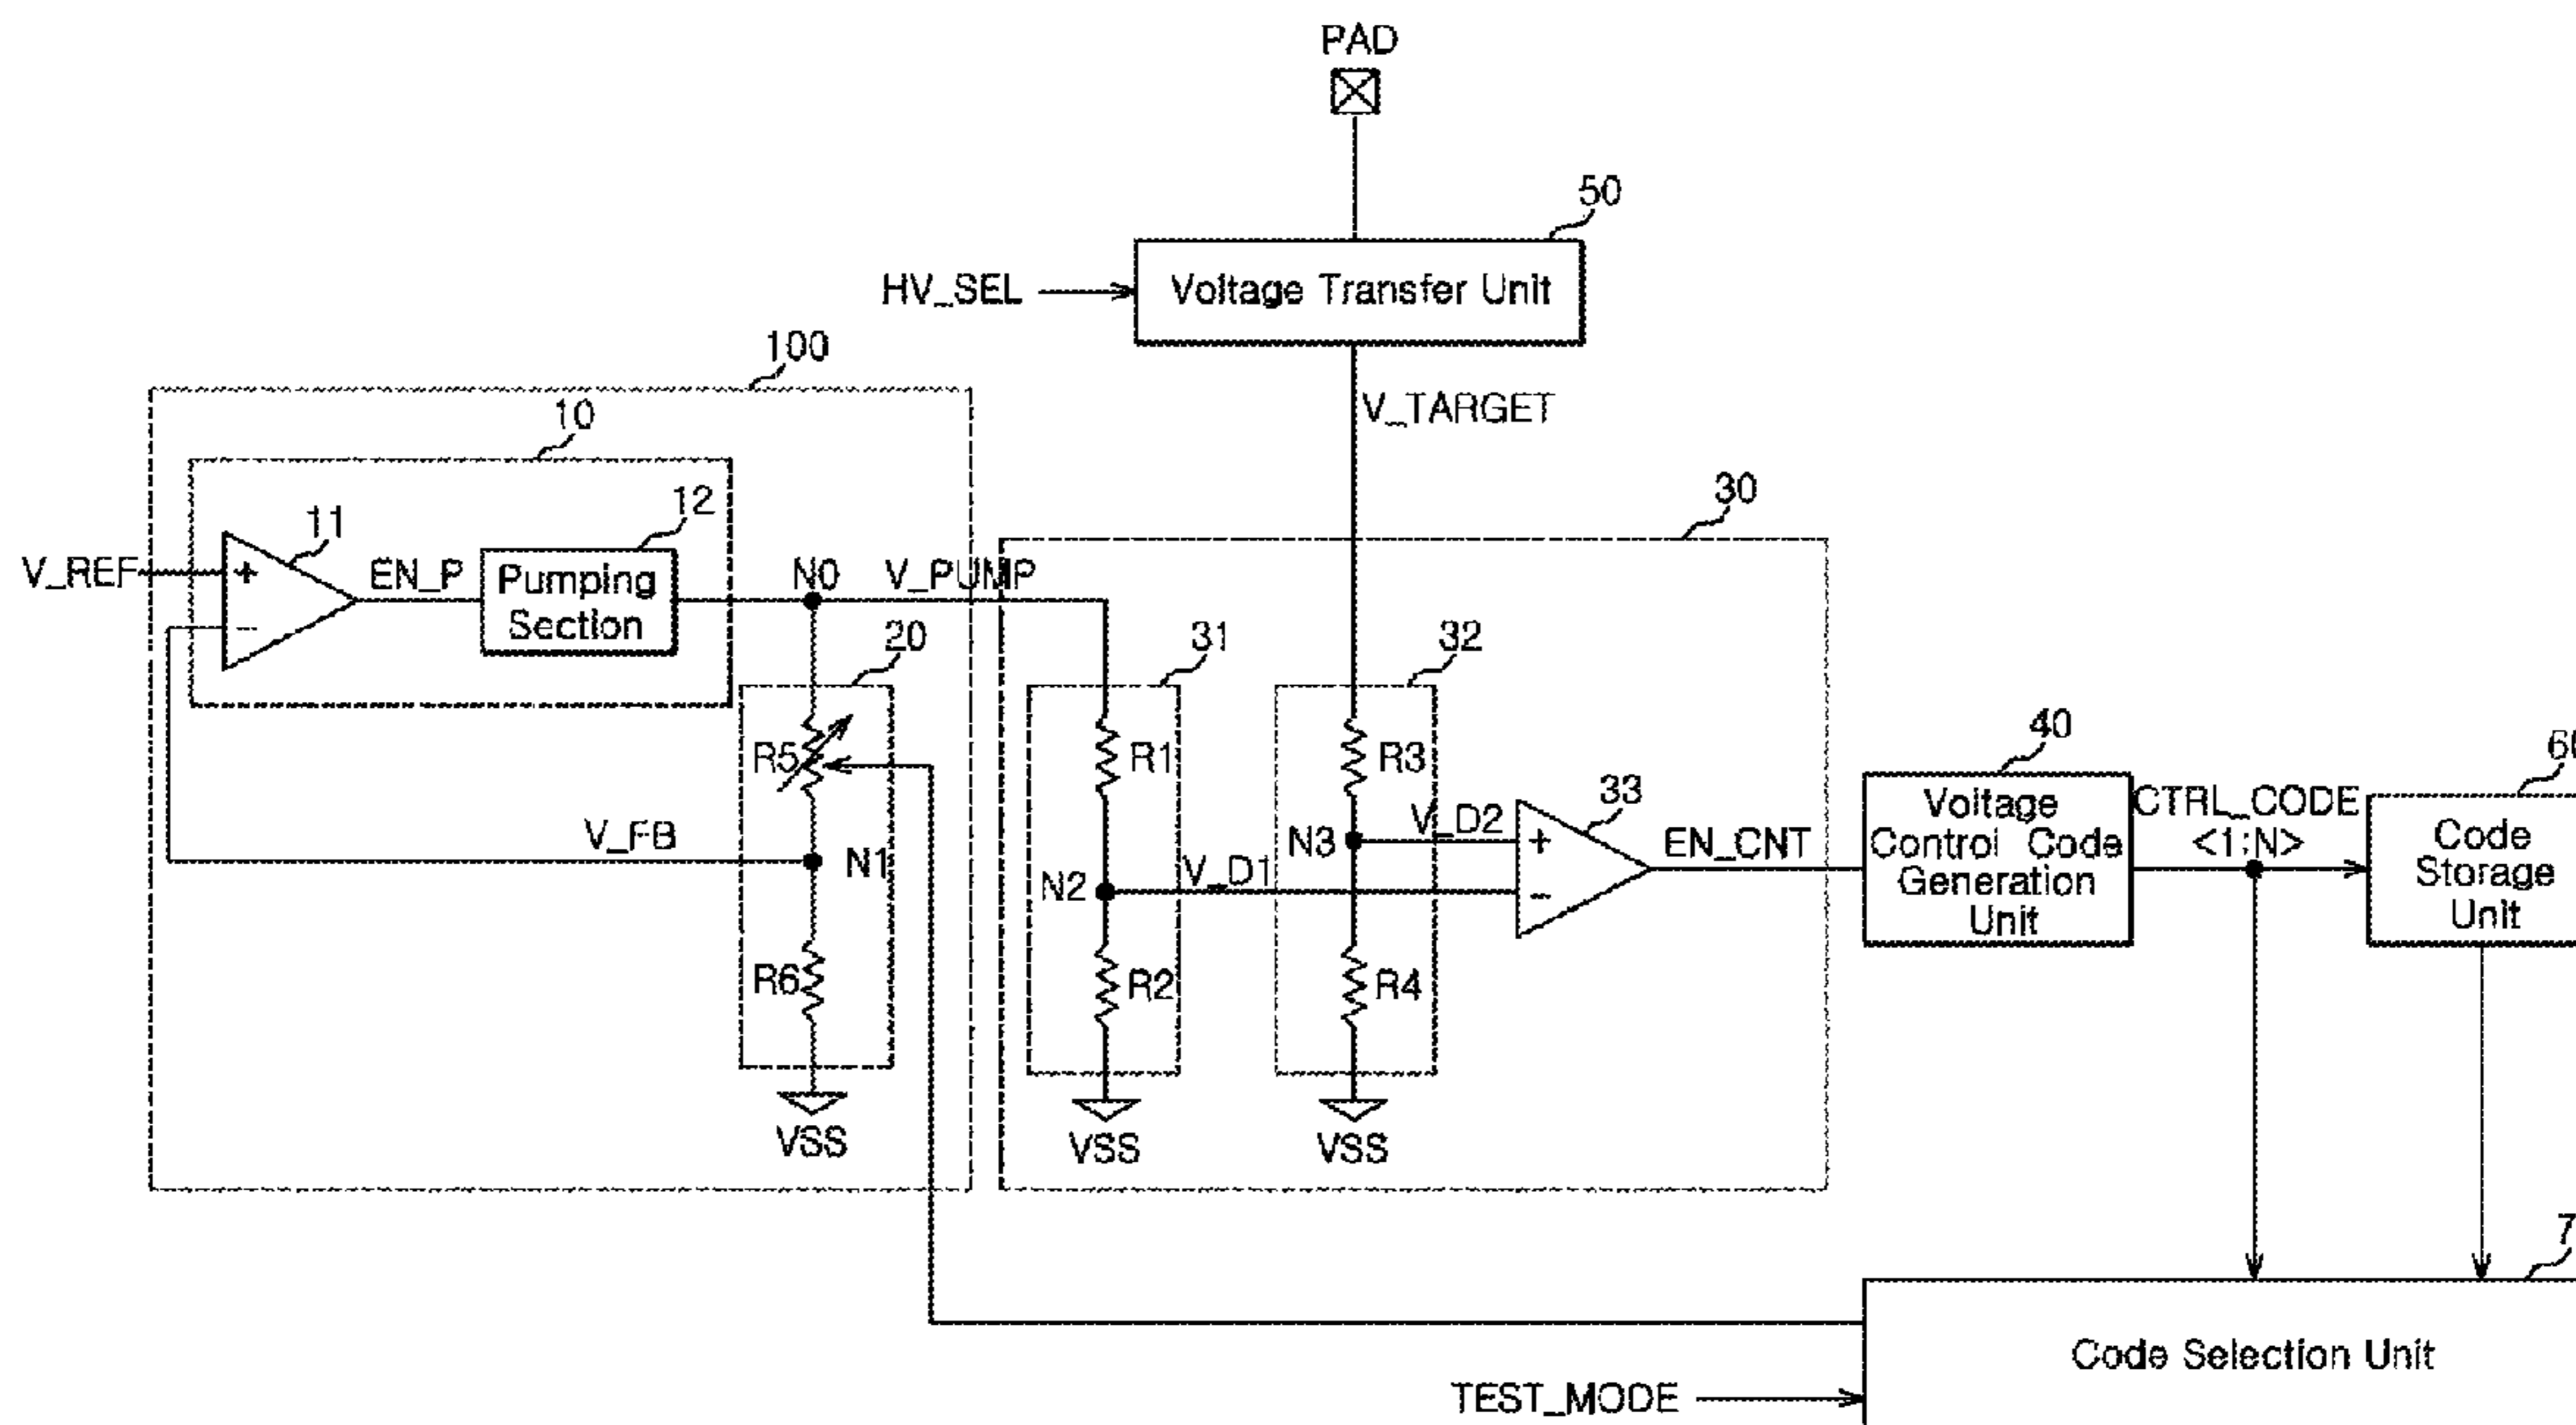 PAD
50
HV_SEL
Voltage Transfer Unit
100
V_TARGET
10
30
12
11
V_REF
+
EN_P
Pumping
Section
N0
V_PUMP
−
20
31
32
R5
R1
R3
40
60
33
Voltage
Control Code
Generation
Unit
CTRL_CODE
<1:N>
Code
Storage
Unit
V_FB
N1
N3
V_D2
+
EN_CNT
N2
V_D1
−
R6
R2
R4
VSS
VSS
VSS
7
Code Selection Unit
TEST_MODE